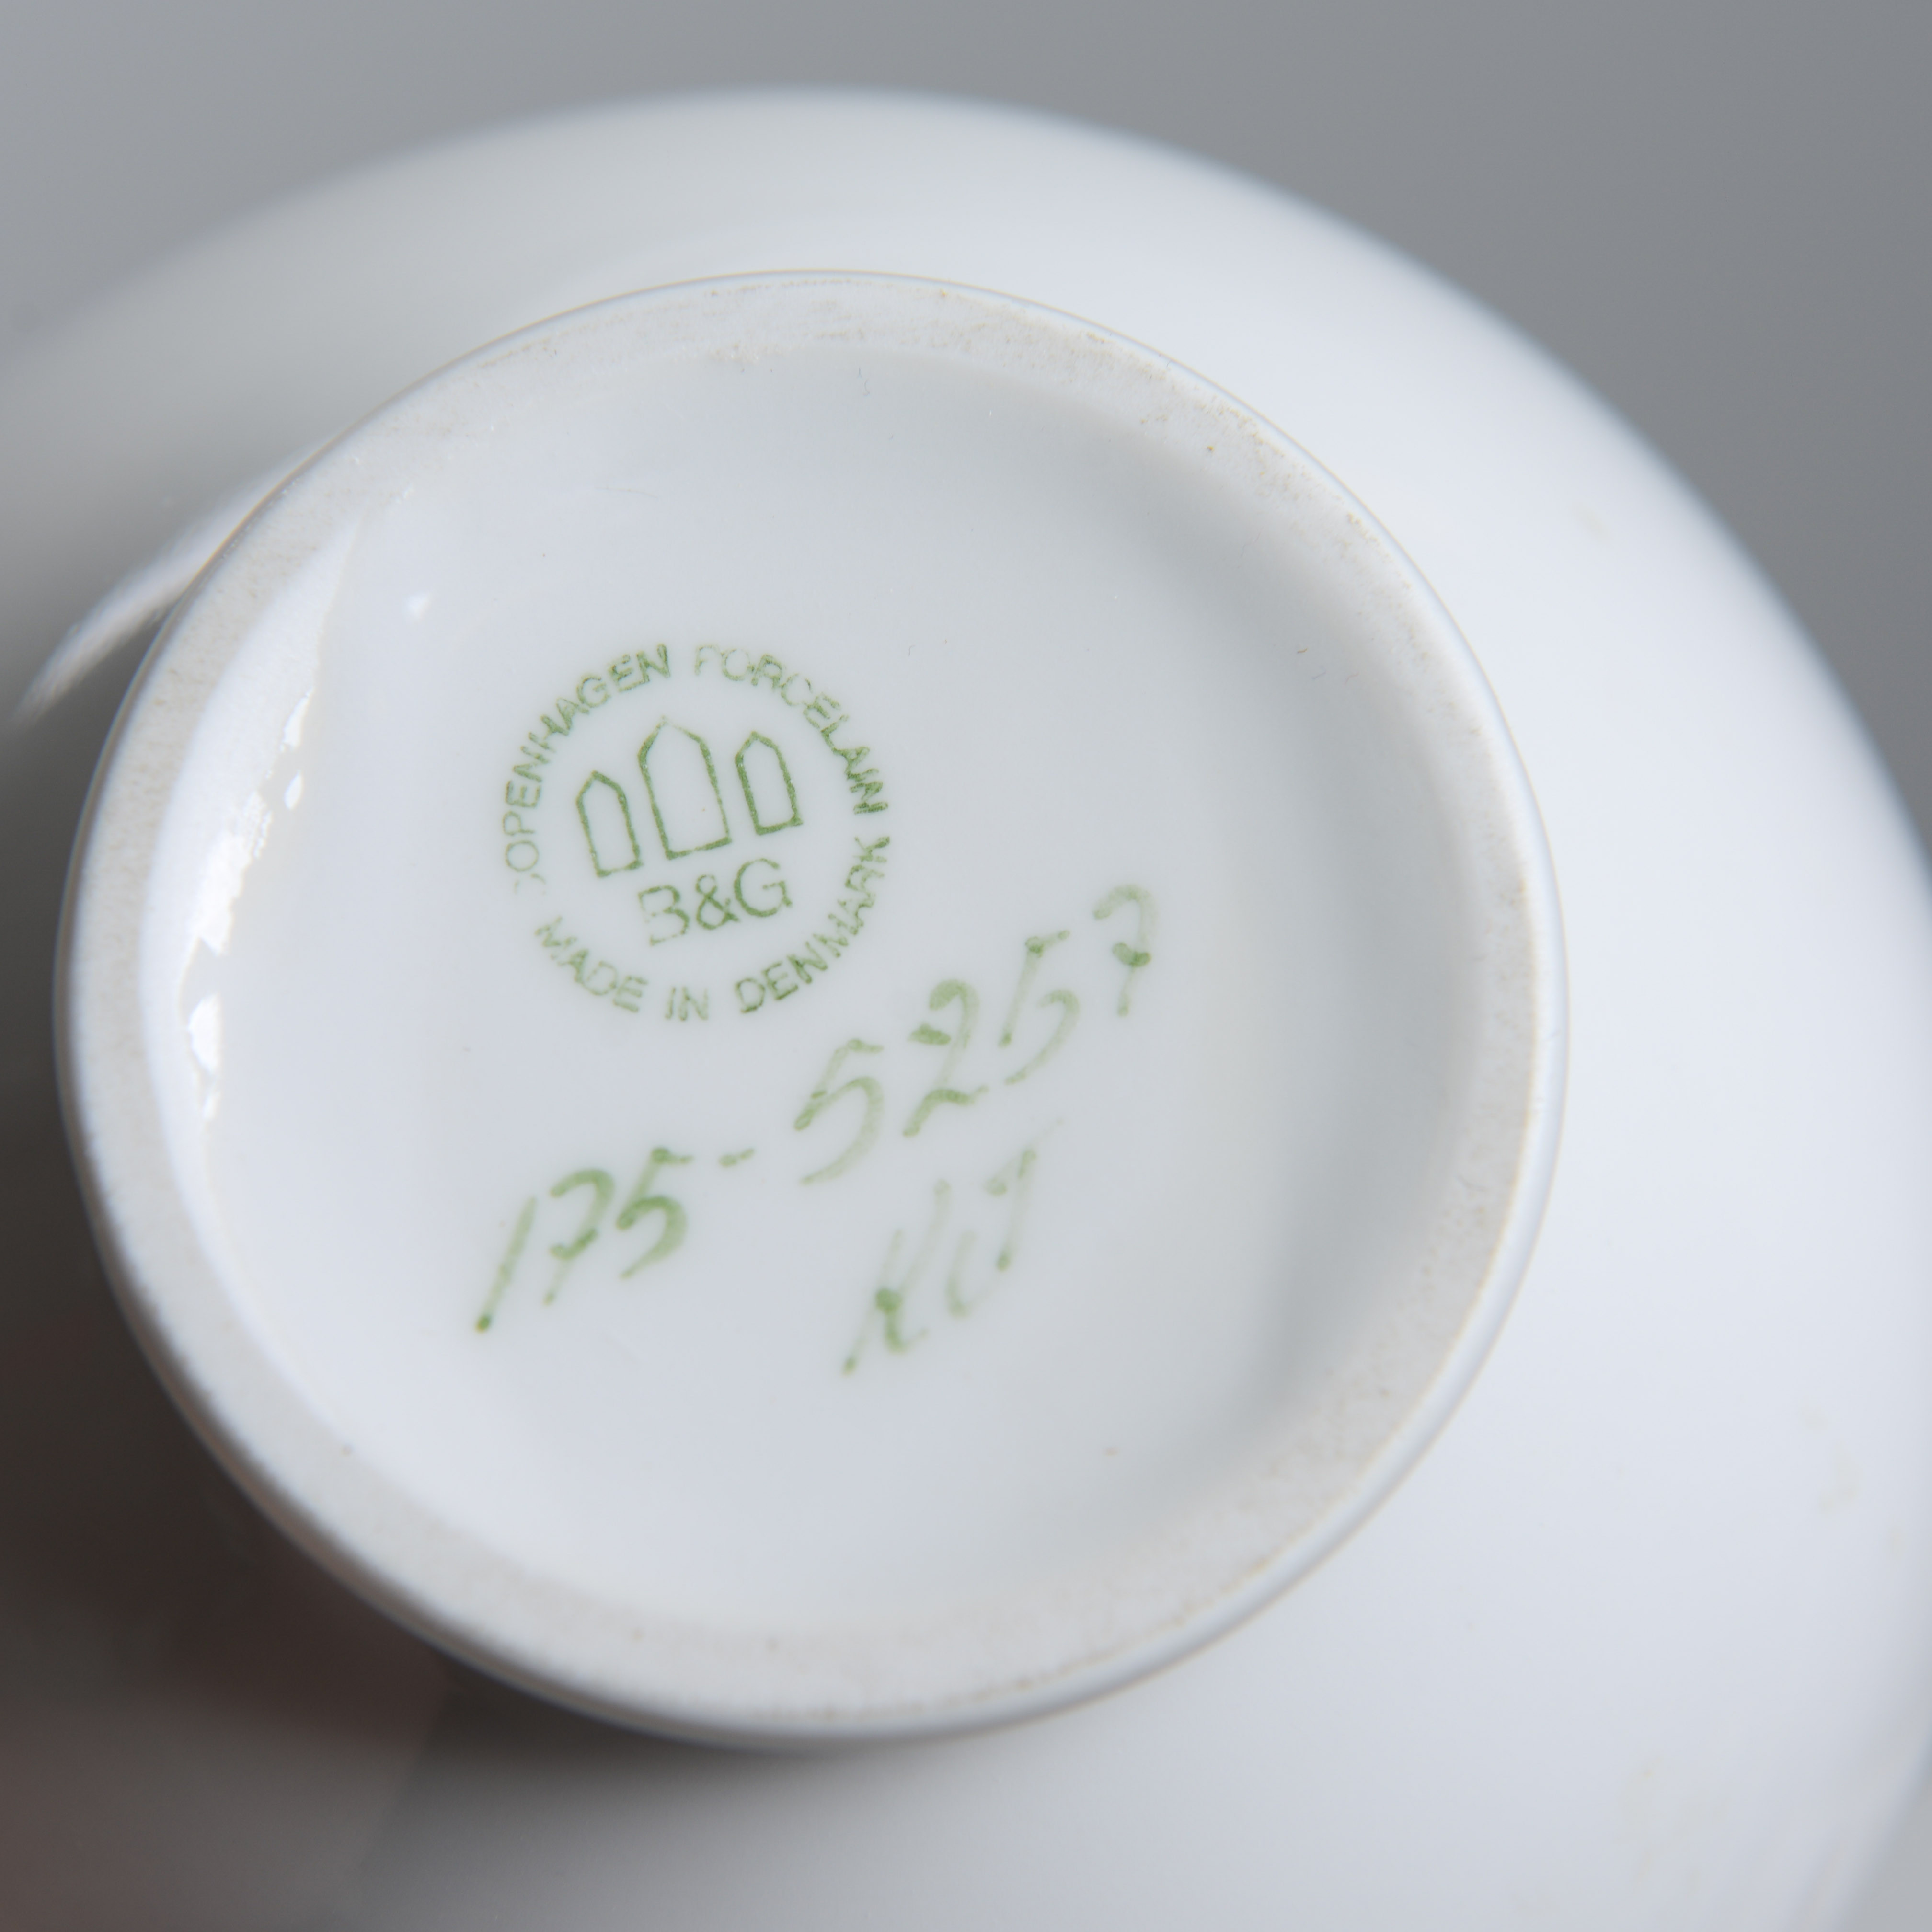 COPENHAGEN PORCELAIN
B&G
MADE IN DENMARK
175-5257